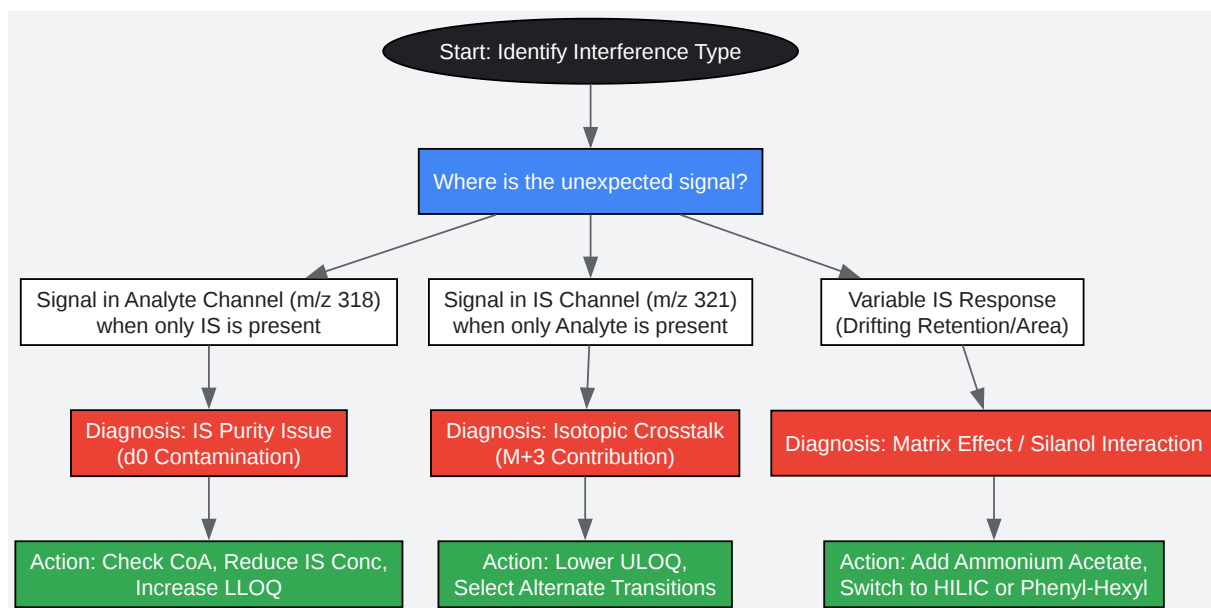 Start: Identify Interference Type
Where is the unexpected signal?
Signal in Analyte Channel (m/z 318)
when only IS is present
Signal in IS Channel (m/z 321)
when only Analyte is present
Variable IS Response
(Drifting Retention/Area)
Diagnosis: IS Purity Issue
(d0 Contamination)
Diagnosis: Isotopic Crosstalk
(M+3 Contribution)
Diagnosis: Matrix Effect / Silanol Interaction
Action: Check CoA, Reduce IS Conc,
Increase LLOQ
Action: Lower ULOQ,
Select Alternate Transitions
Action: Add Ammonium Acetate,
Switch to HILIC or Phenyl-Hexyl